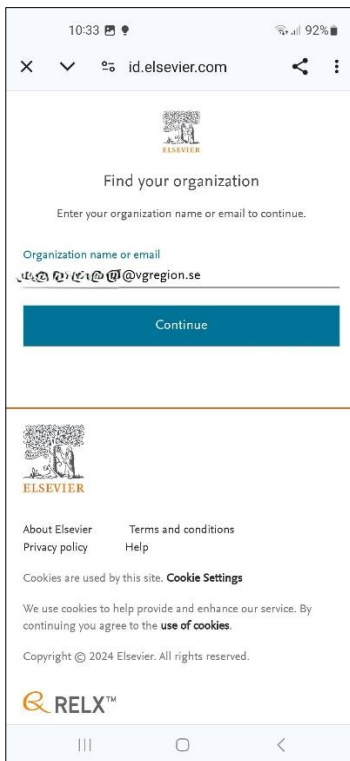 10:33 92%
id.elsevier.com
ELSEVIER
Find your organization
Enter your organization name or email to continue.
Organization name or email
@vgregion.se
Continue
ELSEVIER
About Elsevier Terms and conditions
Privacy policy Help
Cookies are used by this site. Cookie Settings
We use cookies to help provide and enhance our service. By
continuing you agree to the use of cookies.
Copyright © 2024 Elsevier. All rights reserved.
RELX™